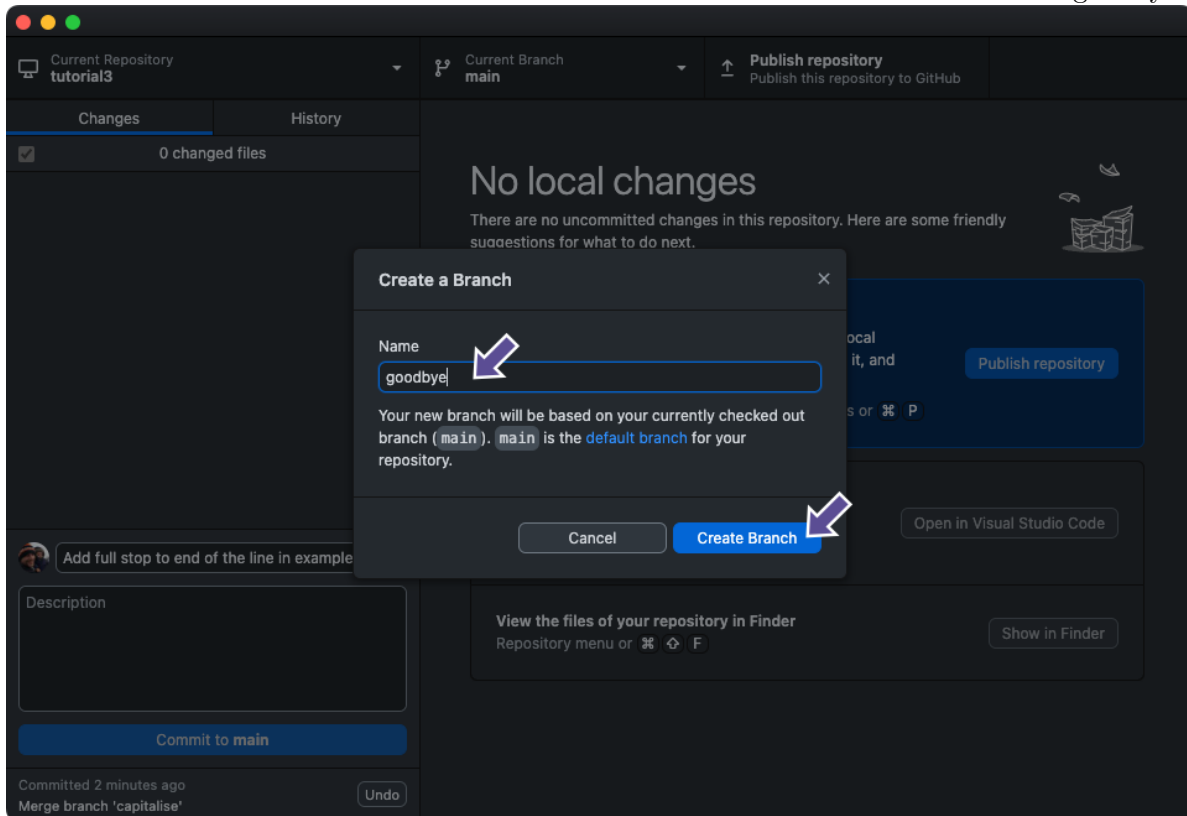 Current Repository
tutorial3
Current Branch
main
Publish repository
Publish this repository to GitHub
Changes
History
0 changed files
No local changes
There are no uncommitted changes in this repository. Here are some friendly
suggestions for what to do next.
Create a Branch
Name
goodbye
Your new branch will be based on your currently checked out
branch (main). main is the default branch for your
repository.
Cancel
Create Branch
ocal
it, and
Publish repository
s or ⌘ P
Open in Visual Studio Code
View the files of your repository in Finder
Repository menu or ⌘ ⇧ F
Show in Finder
Add full stop to end of the line in example
Description
Commit to main
Committed 2 minutes ago
Merge branch 'capitalise'
Undo